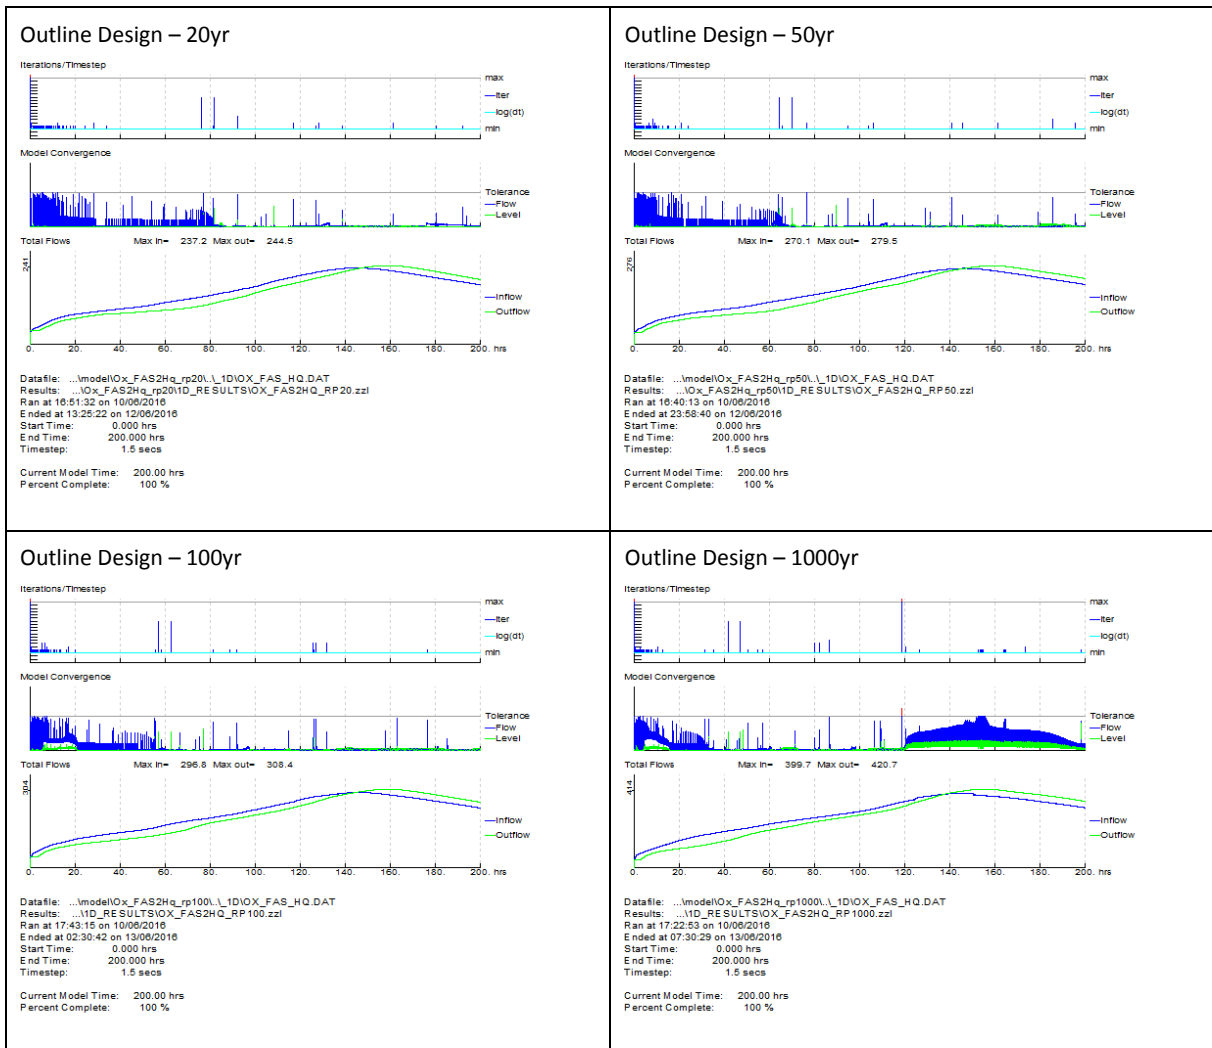 Outline Design – 20yr
Iterations/Timestep
max
Iter
log(dt)
min
Model Convergence
Tolerance
Flow
Level
Total Flows Max in= 237.2 Max out= 244.5
241
Inflow
Outflow
0. 20. 40. 60. 80. 100. 120. 140. 160. 180. 200. hrs
Datafile: ...\model\Ox_FAS2Hq_rp20\..\_1D\OX_FAS_HQ.DAT
Results: ...\Ox_FAS2Hq_rp20\1D_RESULTS\OX_FAS2HQ_RP20.zzl
Ran at 16:51:32 on 10/06/2016
Ended at 13:25:22 on 12/06/2016
Start Time: 0.000 hrs
End Time: 200.000 hrs
Timestep: 1.5 secs
Current Model Time: 200.00 hrs
Percent Complete: 100 %
Outline Design – 50yr
Iterations/Timestep
max
Iter
log(dt)
min
Model Convergence
Tolerance
Flow
Level
Total Flows Max in= 270.1 Max out= 279.5
276
Inflow
Outflow
0. 20. 40. 60. 80. 100. 120. 140. 160. 180. 200. hrs
Datafile: ...\model\Ox_FAS2Hq_rp50\..\_1D\OX_FAS_HQ.DAT
Results: ...\Ox_FAS2Hq_rp50\1D_RESULTS\OX_FAS2HQ_RP50.zzl
Ran at 16:40:13 on 10/06/2016
Ended at 23:58:40 on 12/06/2016
Start Time: 0.000 hrs
End Time: 200.000 hrs
Timestep: 1.5 secs
Current Model Time: 200.00 hrs
Percent Complete: 100 %
Outline Design – 100yr
Iterations/Timestep
max
Iter
log(dt)
min
Model Convergence
Tolerance
Flow
Level
Total Flows Max in= 296.8 Max out= 308.4
304
Inflow
Outflow
0. 20. 40. 60. 80. 100. 120. 140. 160. 180. 200. hrs
Datafile: ...\model\Ox_FAS2Hq_rp100\..\_1D\OX_FAS_HQ.DAT
Results: ...\1D_RESULTS\OX_FAS2HQ_RP100.zzl
Ran at 17:43:15 on 10/06/2016
Ended at 02:30:42 on 13/06/2016
Start Time: 0.000 hrs
End Time: 200.000 hrs
Timestep: 1.5 secs
Current Model Time: 200.00 hrs
Percent Complete: 100 %
Outline Design – 1000yr
Iterations/Timestep
max
Iter
log(dt)
min
Model Convergence
Tolerance
Flow
Level
Total Flows Max in= 399.7 Max out= 420.7
414
Inflow
Outflow
0. 20. 40. 60. 80. 100. 120. 140. 160. 180. 200. hrs
Datafile: ...\model\Ox_FAS2Hq_rp1000\..\_1D\OX_FAS_HQ.DAT
Results: ...\1D_RESULTS\OX_FAS2HQ_RP1000.zzl
Ran at 17:22:53 on 10/06/2016
Ended at 07:30:29 on 13/06/2016
Start Time: 0.000 hrs
End Time: 200.000 hrs
Timestep: 1.5 secs
Current Model Time: 200.00 hrs
Percent Complete: 100 %